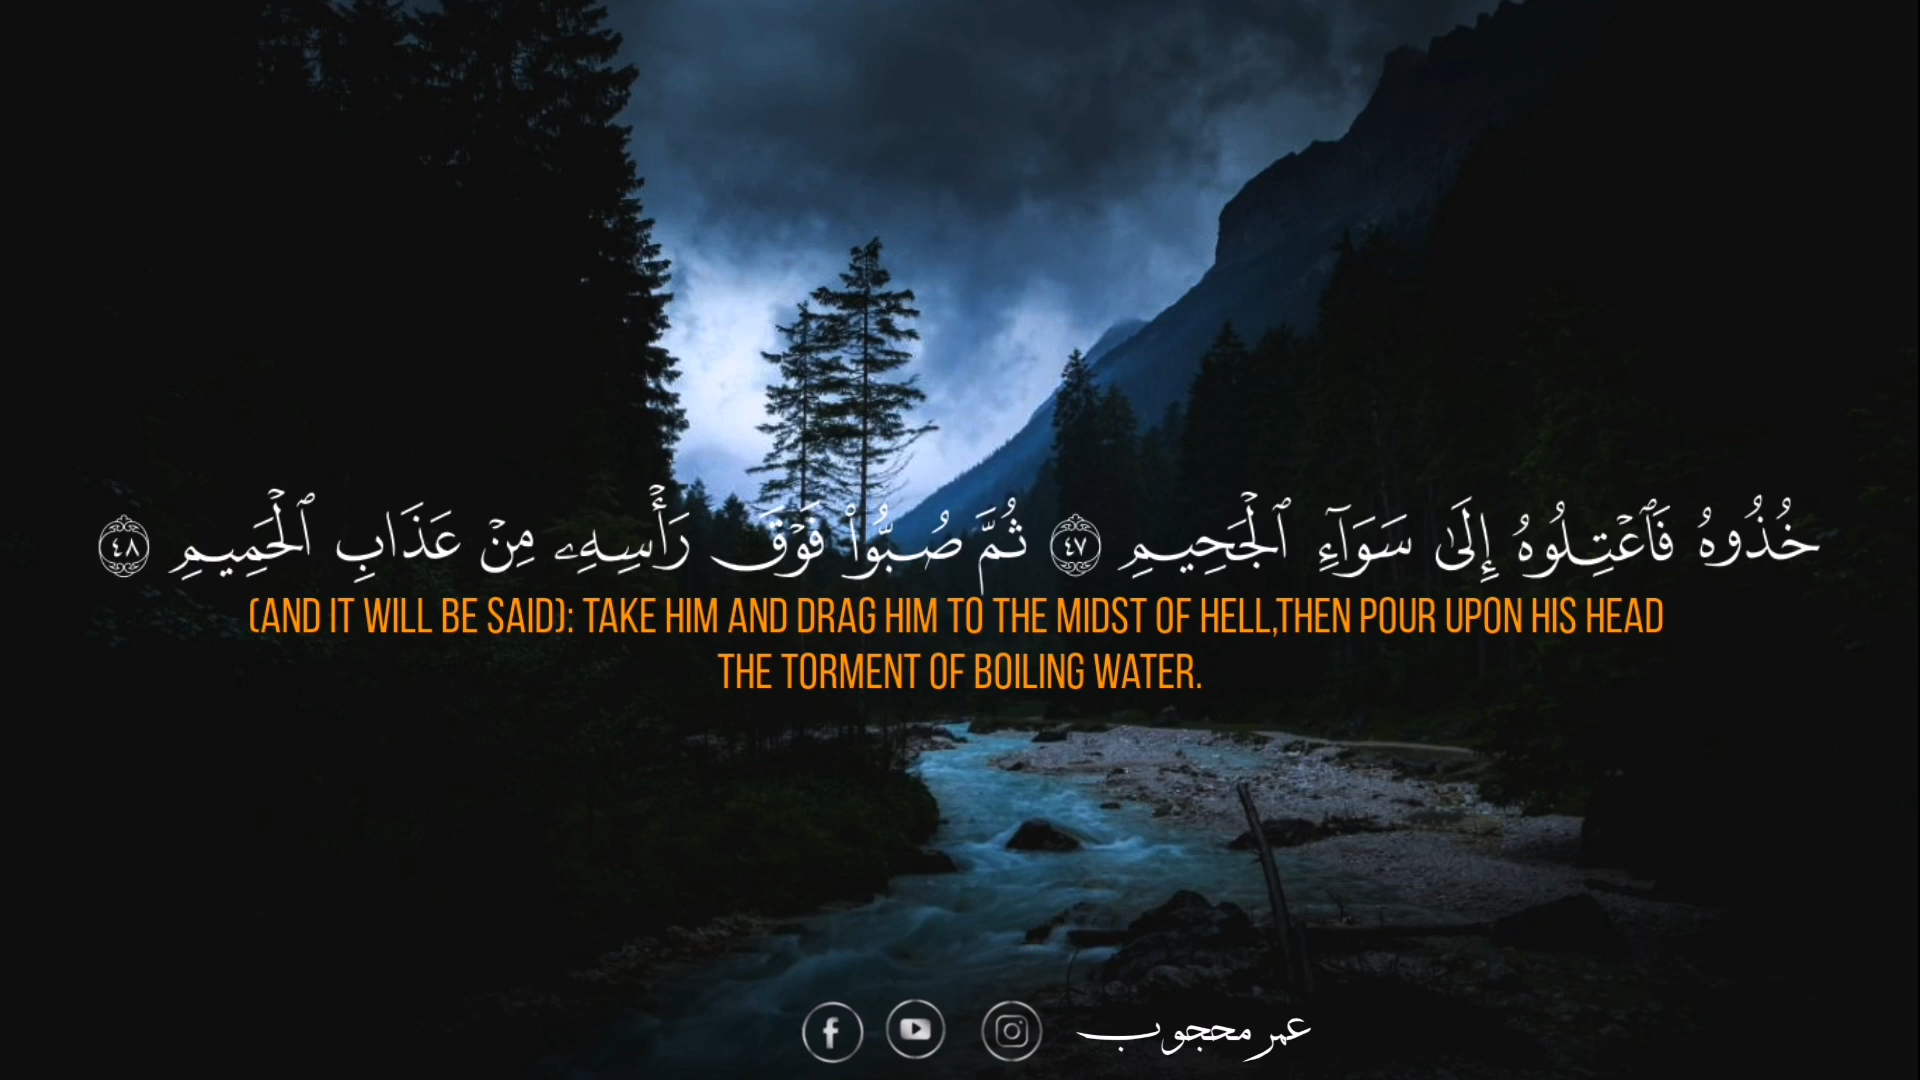 خُذُوهُ فَٱعْتِلُوهُ إِلَىٰ سَوَآءِ ٱلْجَحِيمِ ٤٧ ثُمَّ صُبُّوا۟ فَوْقَ رَأْسِهِۦ مِنْ عَذَابِ ٱلْحَمِيمِ ٤٨
(AND IT WILL BE SAID): TAKE HIM AND DRAG HIM TO THE MIDST OF HELL,THEN POUR UPON HIS HEAD
THE TORMENT OF BOILING WATER.
عمر محجوب